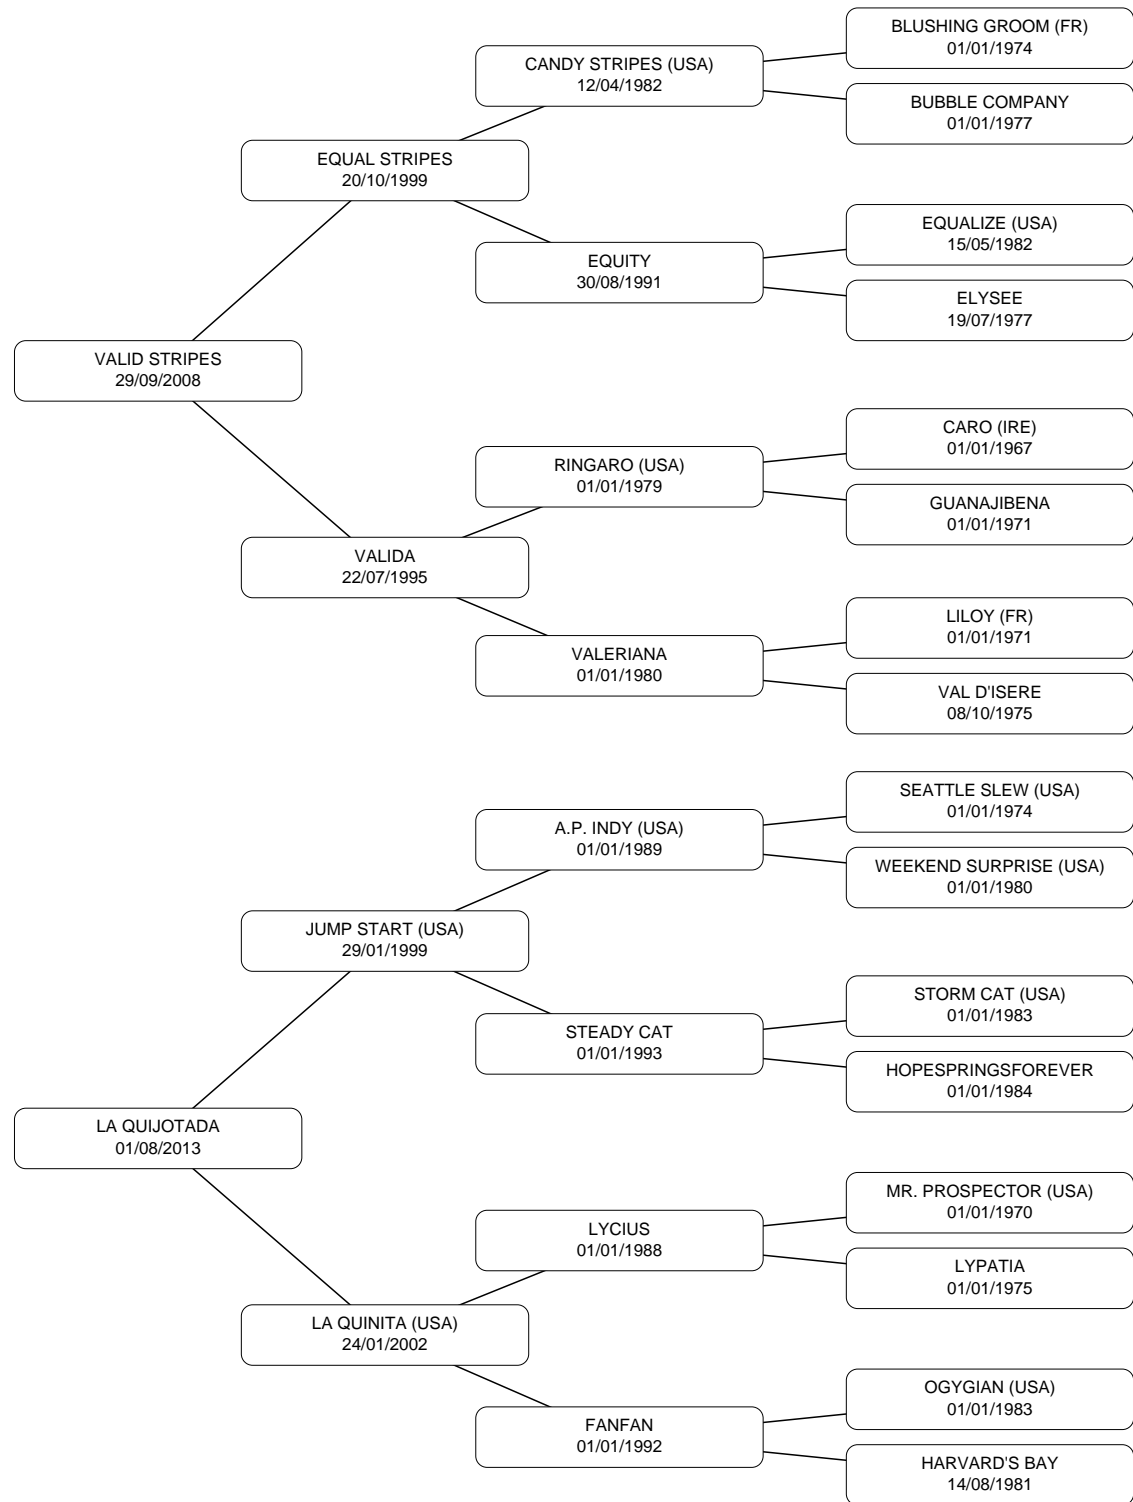 BLUSHING GROOM (FR)
01/01/1974
CANDY STRIPES (USA)
12/04/1982
BUBBLE COMPANY
01/01/1977
EQUAL STRIPES
20/10/1999
EQUALIZE (USA)
15/05/1982
EQUITY
30/08/1991
ELYSEE
19/07/1977
VALID STRIPES
29/09/2008
CARO (IRE)
01/01/1967
RINGARO (USA)
01/01/1979
GUANAJIBENA
01/01/1971
VALIDA
22/07/1995
LILOY (FR)
01/01/1971
VALERIANA
01/01/1980
VAL D'ISERE
08/10/1975
SEATTLE SLEW (USA)
01/01/1974
A.P. INDY (USA)
01/01/1989
WEEKEND SURPRISE (USA)
01/01/1980
JUMP START (USA)
29/01/1999
STORM CAT (USA)
01/01/1983
STEADY CAT
01/01/1993
HOPESPRINGSFOREVER
01/01/1984
LA QUIJOTADA
01/08/2013
MR. PROSPECTOR (USA)
01/01/1970
LYCIUS
01/01/1988
LYPATIA
01/01/1975
LA QUINITA (USA)
24/01/2002
OGYGIAN (USA)
01/01/1983
FANFAN
01/01/1992
HARVARD'S BAY
14/08/1981